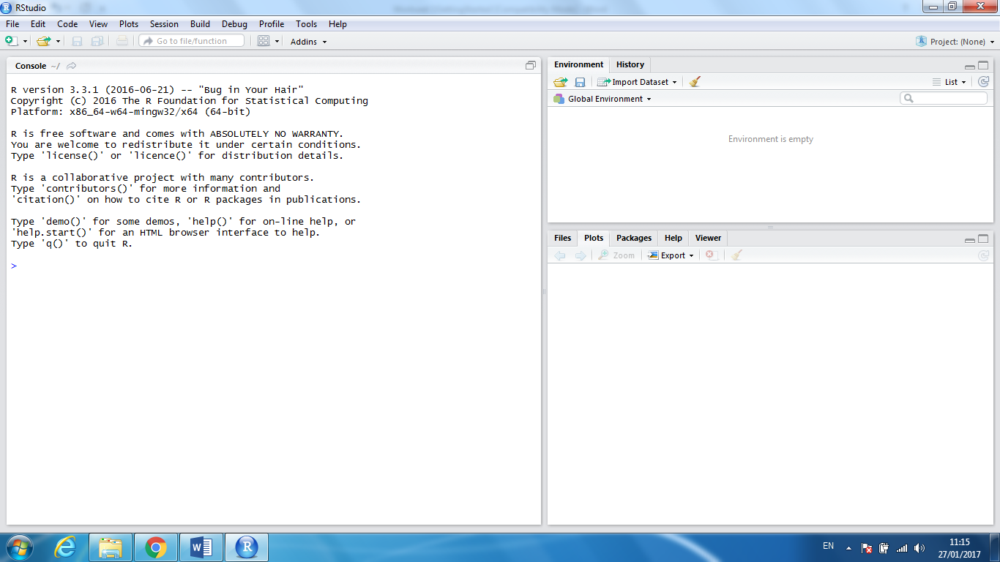 RStudio
File Edit Code View Plots Session Build Debug Profile Tools Help
Go to file/function Addins Project: (None)
Console ~/
R version 3.3.1 (2016-06-21) -- "Bug in Your Hair"
Copyright (C) 2016 The R Foundation for Statistical Computing
Platform: x86_64-w64-mingw32/x64 (64-bit)
R is free software and comes with ABSOLUTELY NO WARRANTY.
You are welcome to redistribute it under certain conditions.
Type 'license()' or 'licence()' for distribution details.
R is a collaborative project with many contributors.
Type 'contributors()' for more information and
'citation()' on how to cite R or R packages in publications.
Type 'demo()' for some demos, 'help()' for on-line help, or
'help.start()' for an HTML browser interface to help.
Type 'q()' to quit R.
>
Environment History
Import Dataset List
Global Environment
Environment is empty
Files Plots Packages Help Viewer
Zoom Export
EN 11:15
27/01/2017